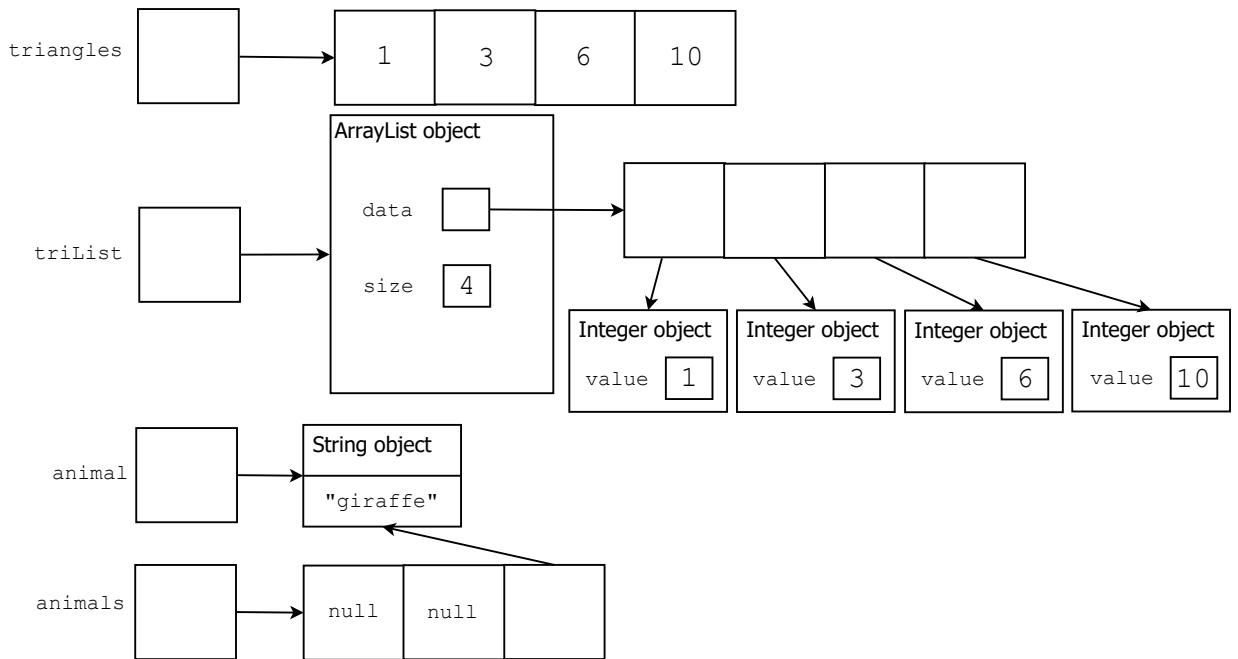 triangles
1 3 6 10
ArrayList object
data
triList
size 4
Integer object Integer object Integer object Integer object
value 1 value 3 value 6 value 10
String object
animal
"giraffe"
animals
null null